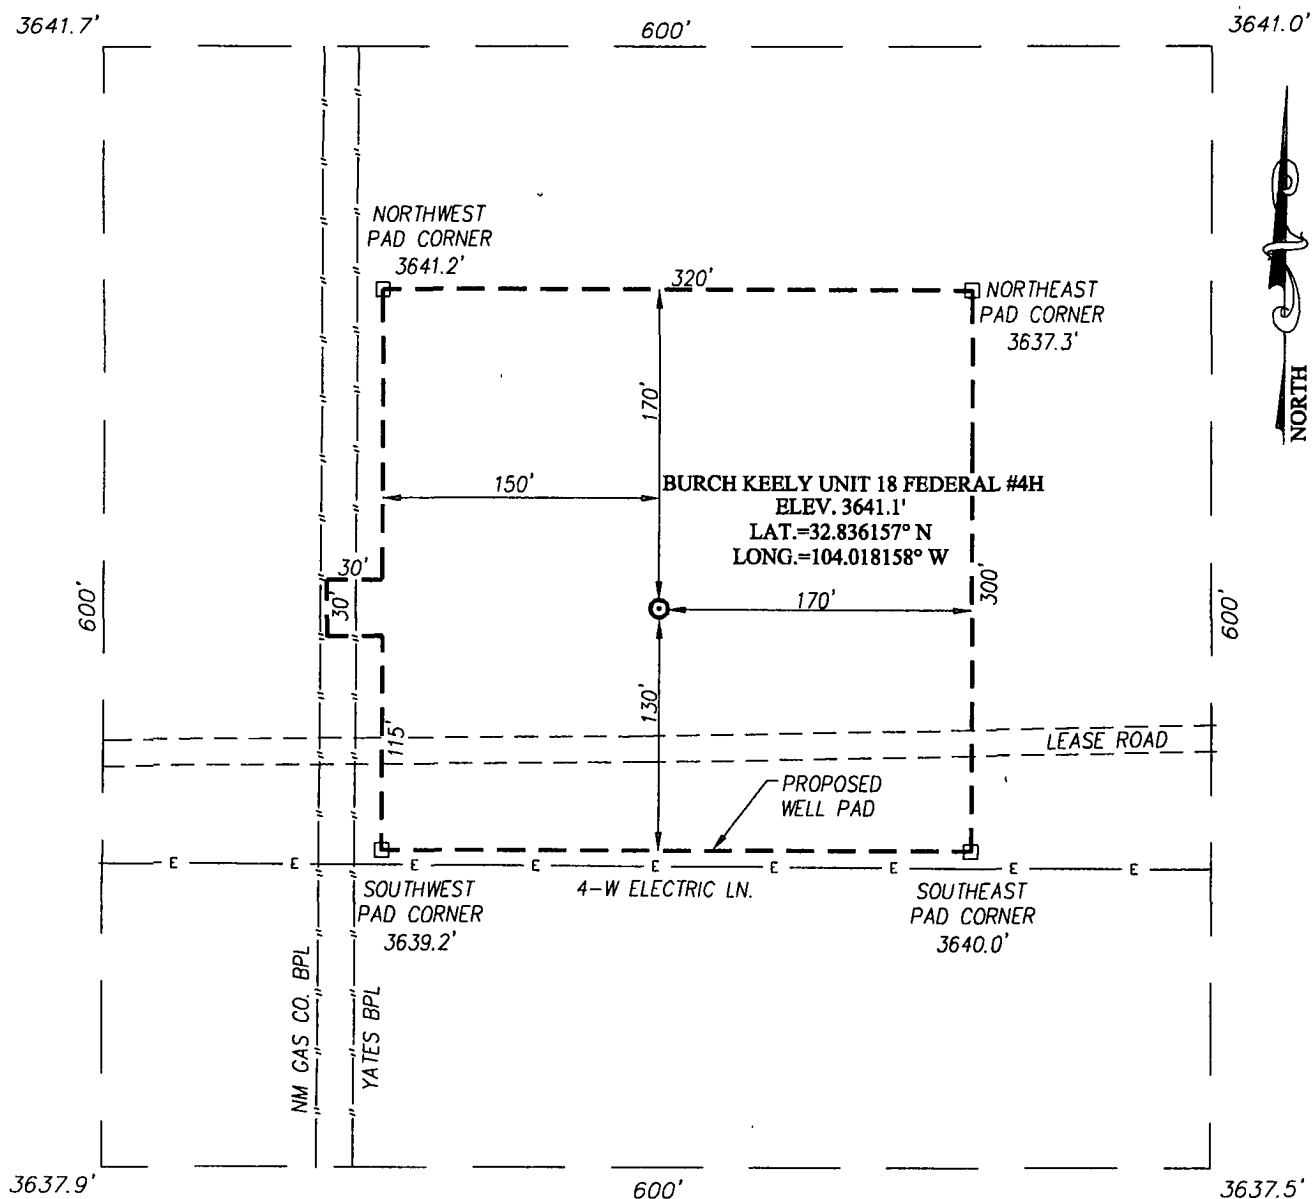 3641.7'
600'
3641.0'
NORTHWEST
PAD CORNER
3641.2'
320'
NORTHEAST
PAD CORNER
3637.3'
NORTH
170'
150'
BURCH KEELY UNIT 18 FEDERAL #4H
ELEV. 3641.1'
LAT.=32.836157° N
LONG.=104.018158° W
600'
30'
30'
170'
300'
600'
130'
115'
LEASE ROAD
PROPOSED
WELL PAD
E E E E E E E E E
4-W ELECTRIC LN.
SOUTHWEST
PAD CORNER
3639.2'
SOUTHEAST
PAD CORNER
3640.0'
NM GAS CO. BPL
YATES BPL
3637.9'
600'
3637.5'